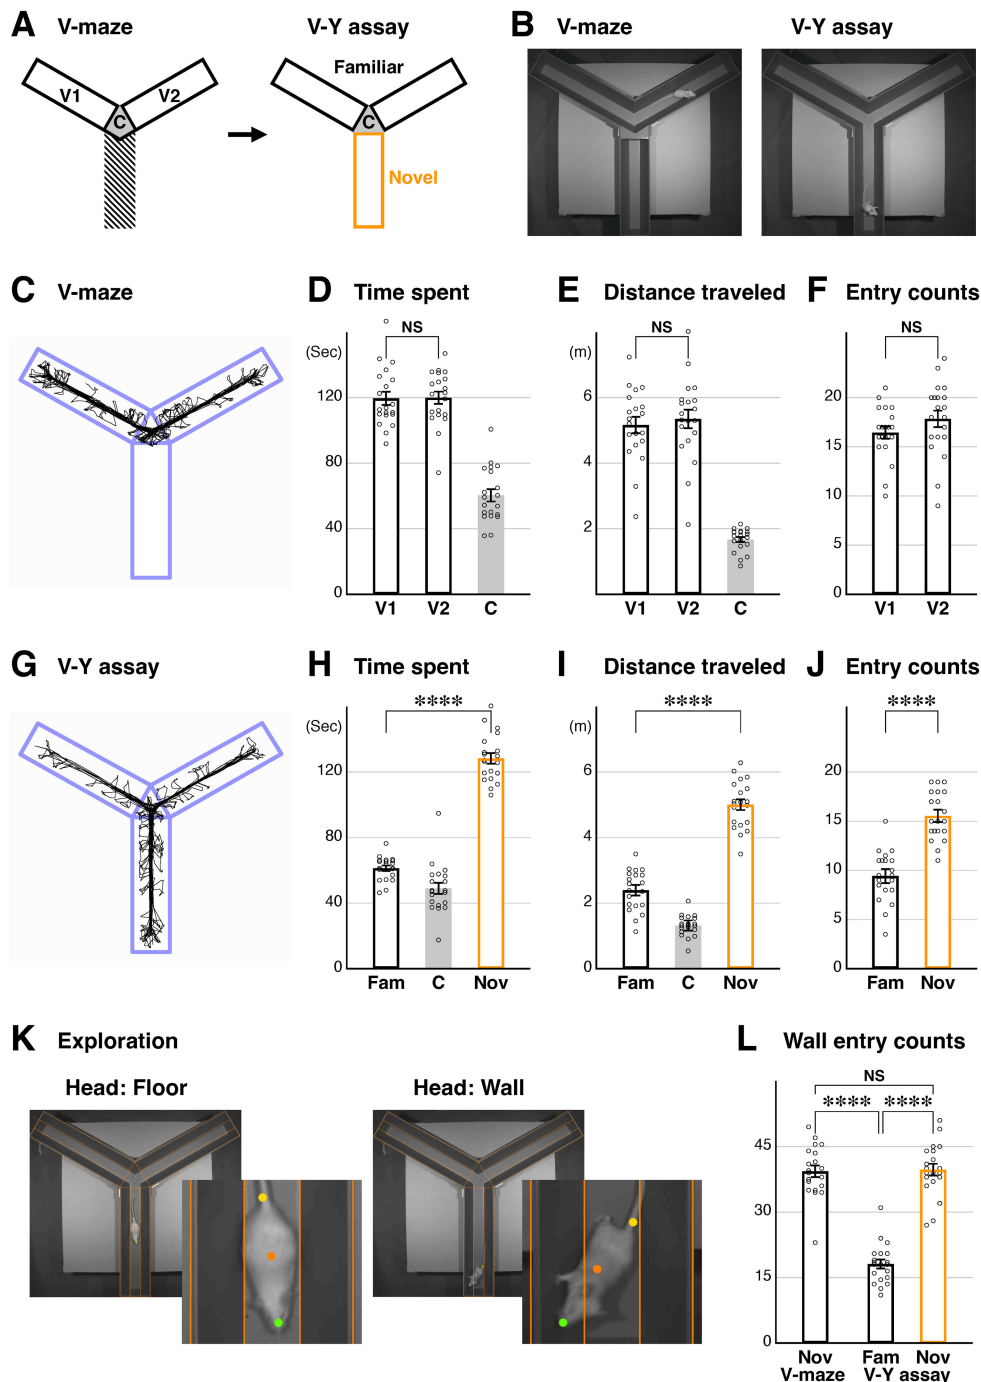 A V-maze V-Y assay B V-maze V-Y assay
V1 V2 C Familiar C Novel
C V-maze D Time spent E Distance traveled F Entry counts
(Sec) NS (m) NS NS
120 6 20
15
80 4
10
40 2
5
0 0 0
V1 V2 C V1 V2 C V1 V2
G V-Y assay H Time spent I Distance traveled J Entry counts
(Sec) **** (m) **** ****
120 6 20
15
80 4
10
40 2
5
0 0 0
Fam C Nov Fam C Nov Fam Nov
K Exploration L Wall entry counts
Head: Floor Head: Wall
NS
**** ****
45
30
15
0
Nov Fam Nov
V-maze V-Y assay